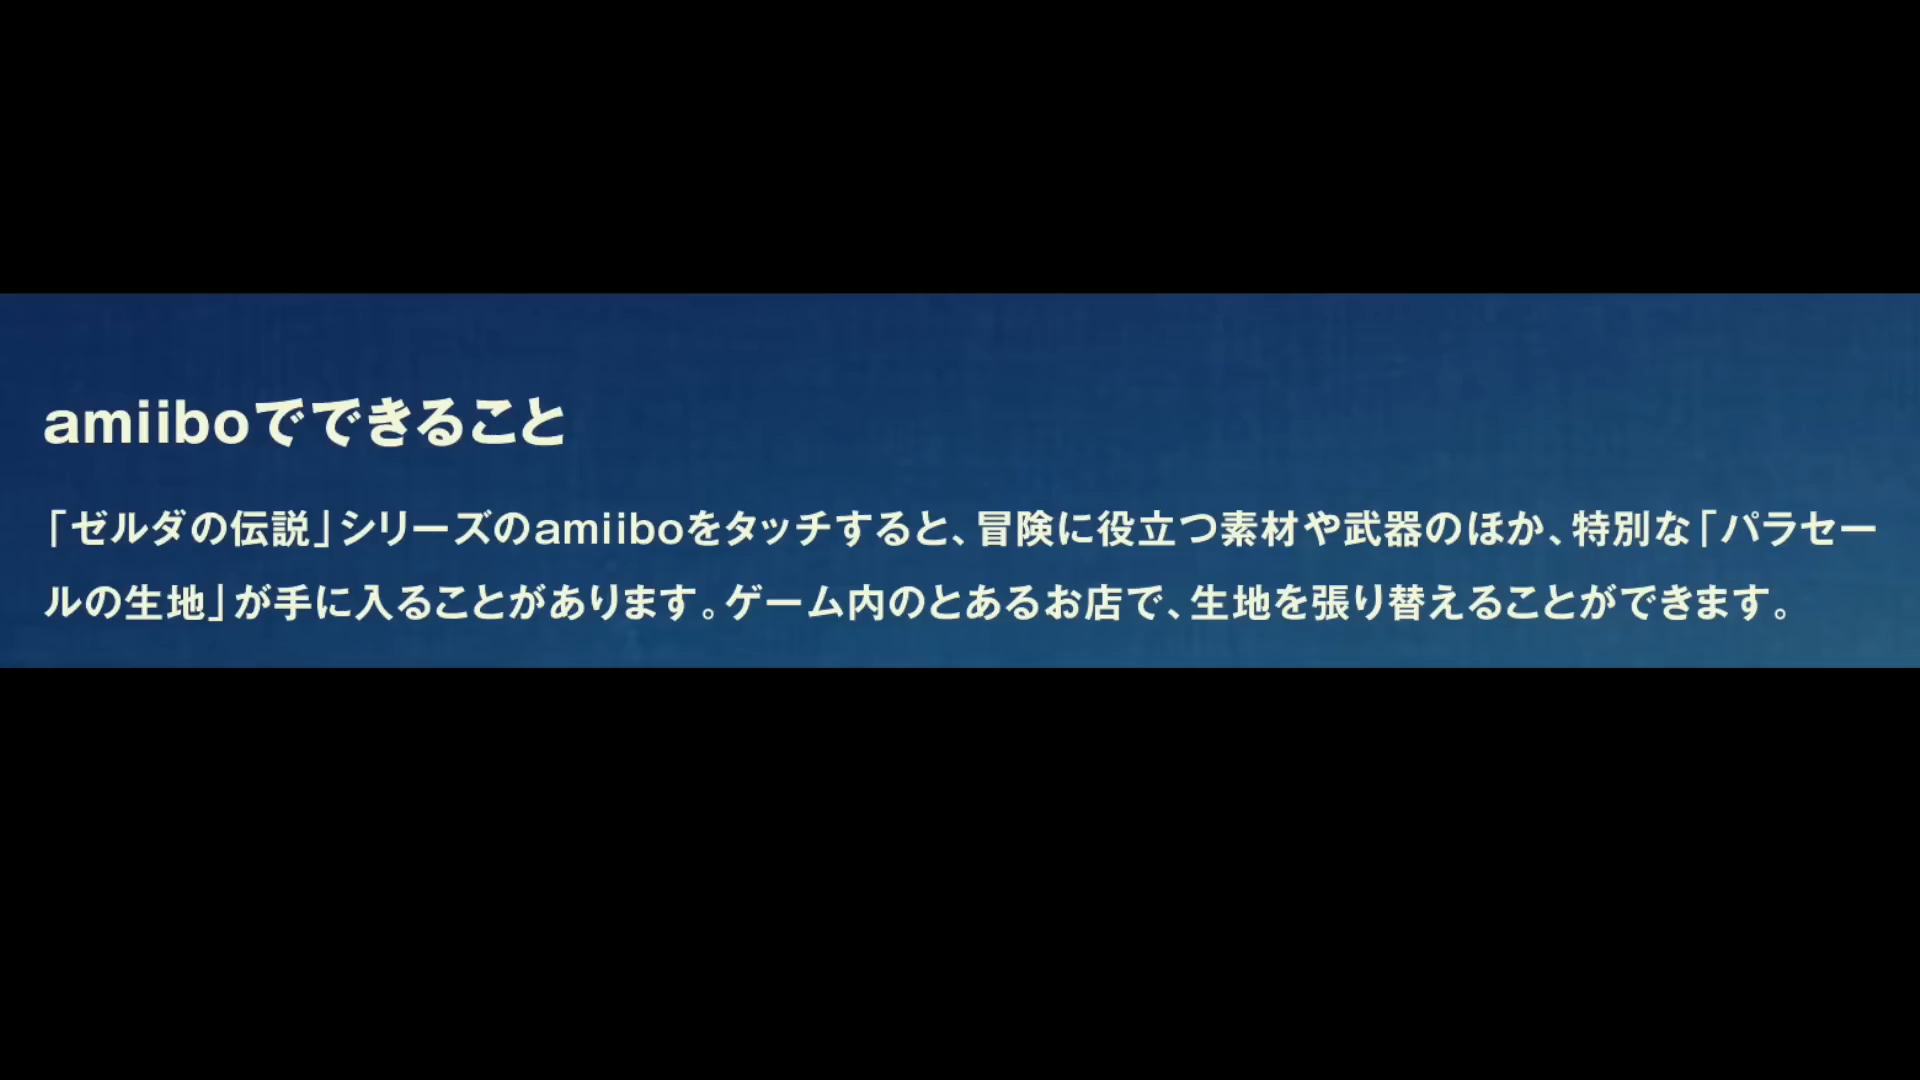 amiiboでできること
「ゼルダの伝説」シリーズのamiiboをタッチすると、冒険に役立つ素材や武器のほか、特別な「パラセー
ルの生地」が手に入ることがあります。ゲーム内のとあるお店で、生地を張り替えることができます。